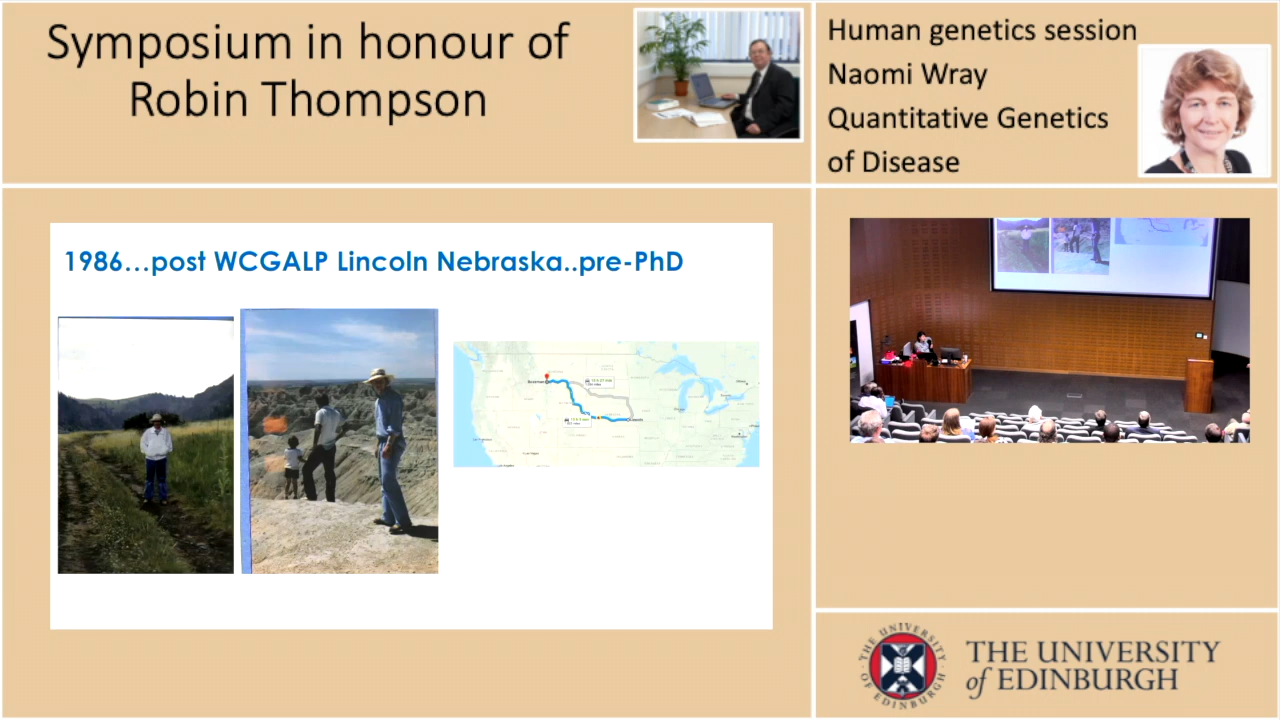 Symposium in honour of
Robin Thompson
Human genetics session
Naomi Wray
Quantitative Genetics
of Disease
1986...post WCGALP Lincoln Nebraska..pre-PhD
THE UNIVERSITY
of EDINBURGH